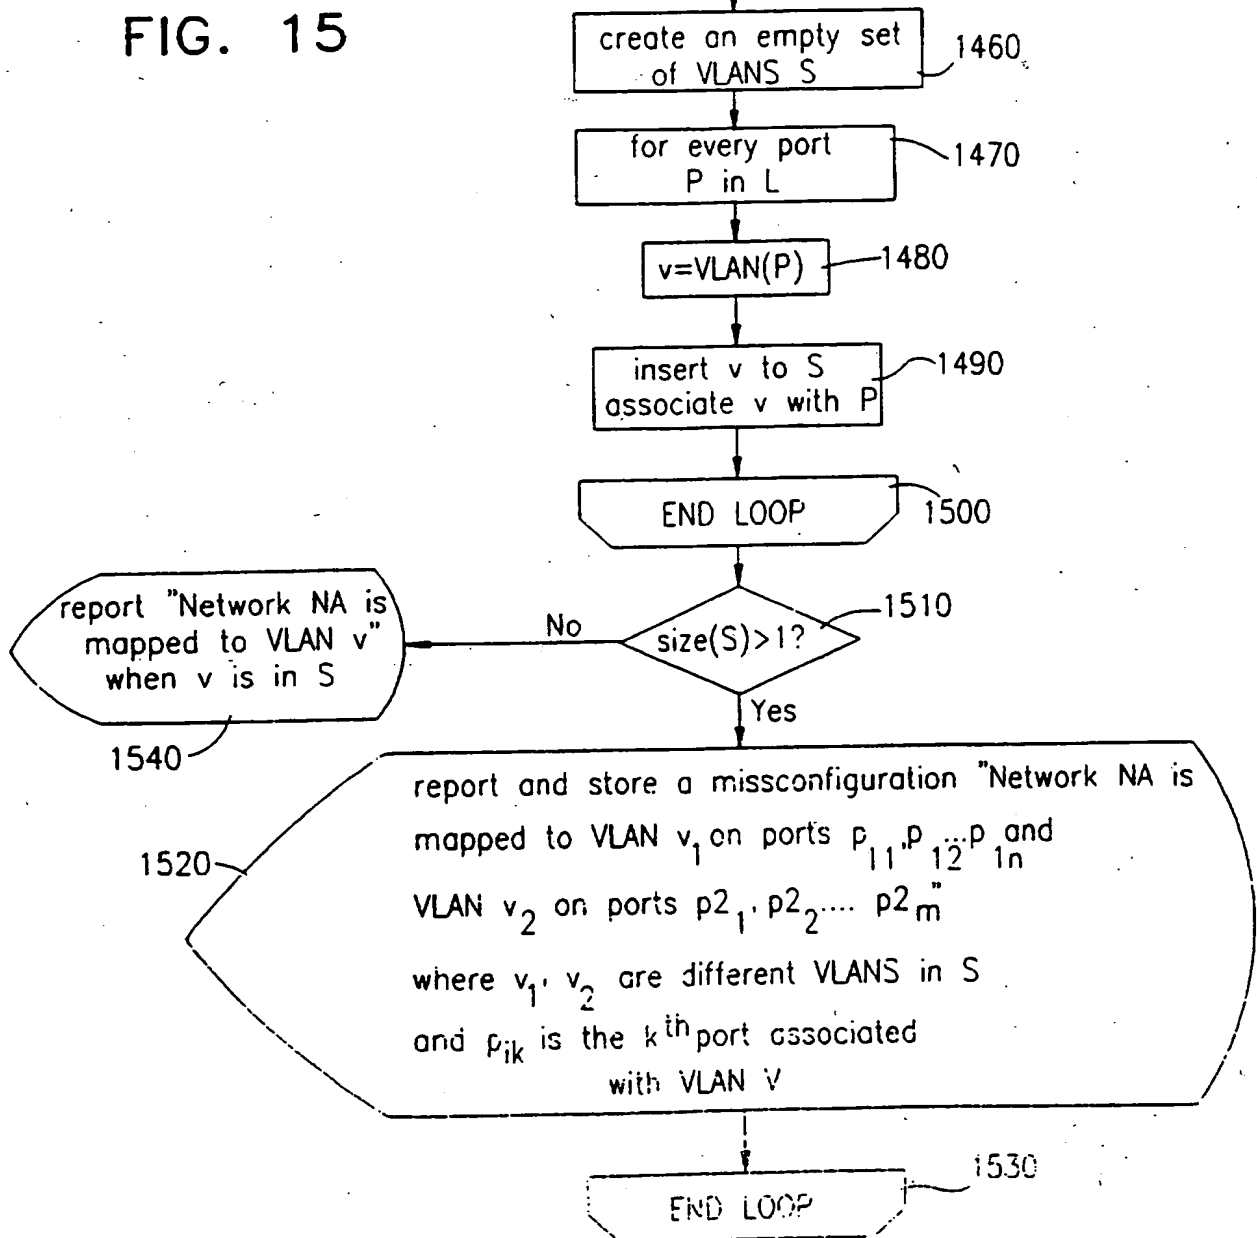 FIG. 15
create an empty set
of VLANS S
1460
for every port
P in L
1470
v=VLAN(P)
1480
insert v to S
associate v with P
1490
END LOOP
1500
size(S)>1?
1510
No
Yes
report "Network NA is
mapped to VLAN v"
when v is in S
1540
report and store a missconfiguration "Network NA is
mapped to VLAN v1 on ports p11,p12...p1n and
VLAN v2 on ports p21, p22.... p2m"
where v1, v2 are different VLANS in S
and pik is the kth port associated
with VLAN V
1520
END LOOP
1530